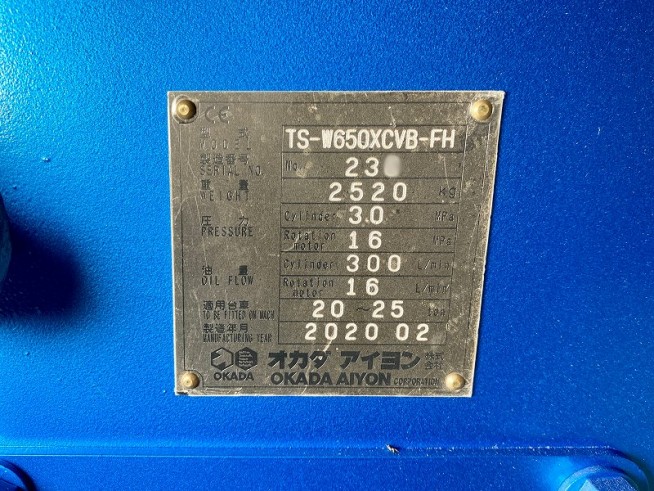 CE
型式 TS-W650XCVB-FH
MODEL
製造番号 No. 23
SERIAL NO.
重量 2520 KG
WEIGHT
圧力 Cylinder 30 MPa
PRESSURE Rotation motor 16 MPa
油量 Cylinder 300 L/min
OIL FLOW Rotation motor 16 L/min
適用台車 20~25 Ton
TO BE FITTED ON MACH.
製造年月 2020 02
MANUFACTURING YEAR
オカダ アイヨン 株式会社
OKADA OKADA AIYON CORPORATION